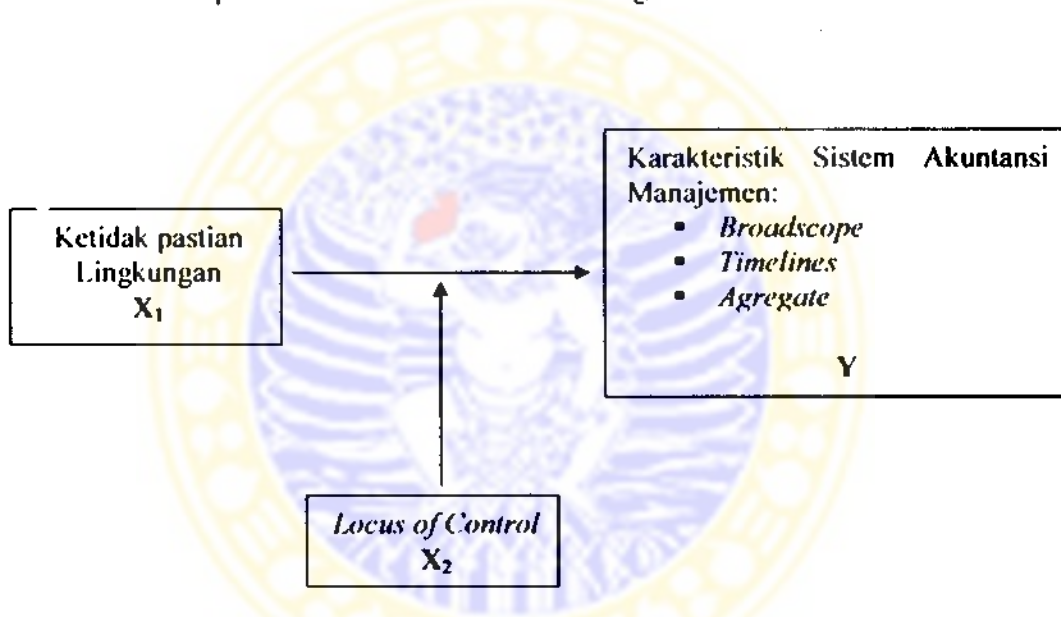 Ketidak pastian
Lingkungan
X₁
Karakteristik Sistem Akuntansi
Manajemen:
▪ Broadscope
▪ Timelines
▪ Agregate
Y
Locus of Control
X₂